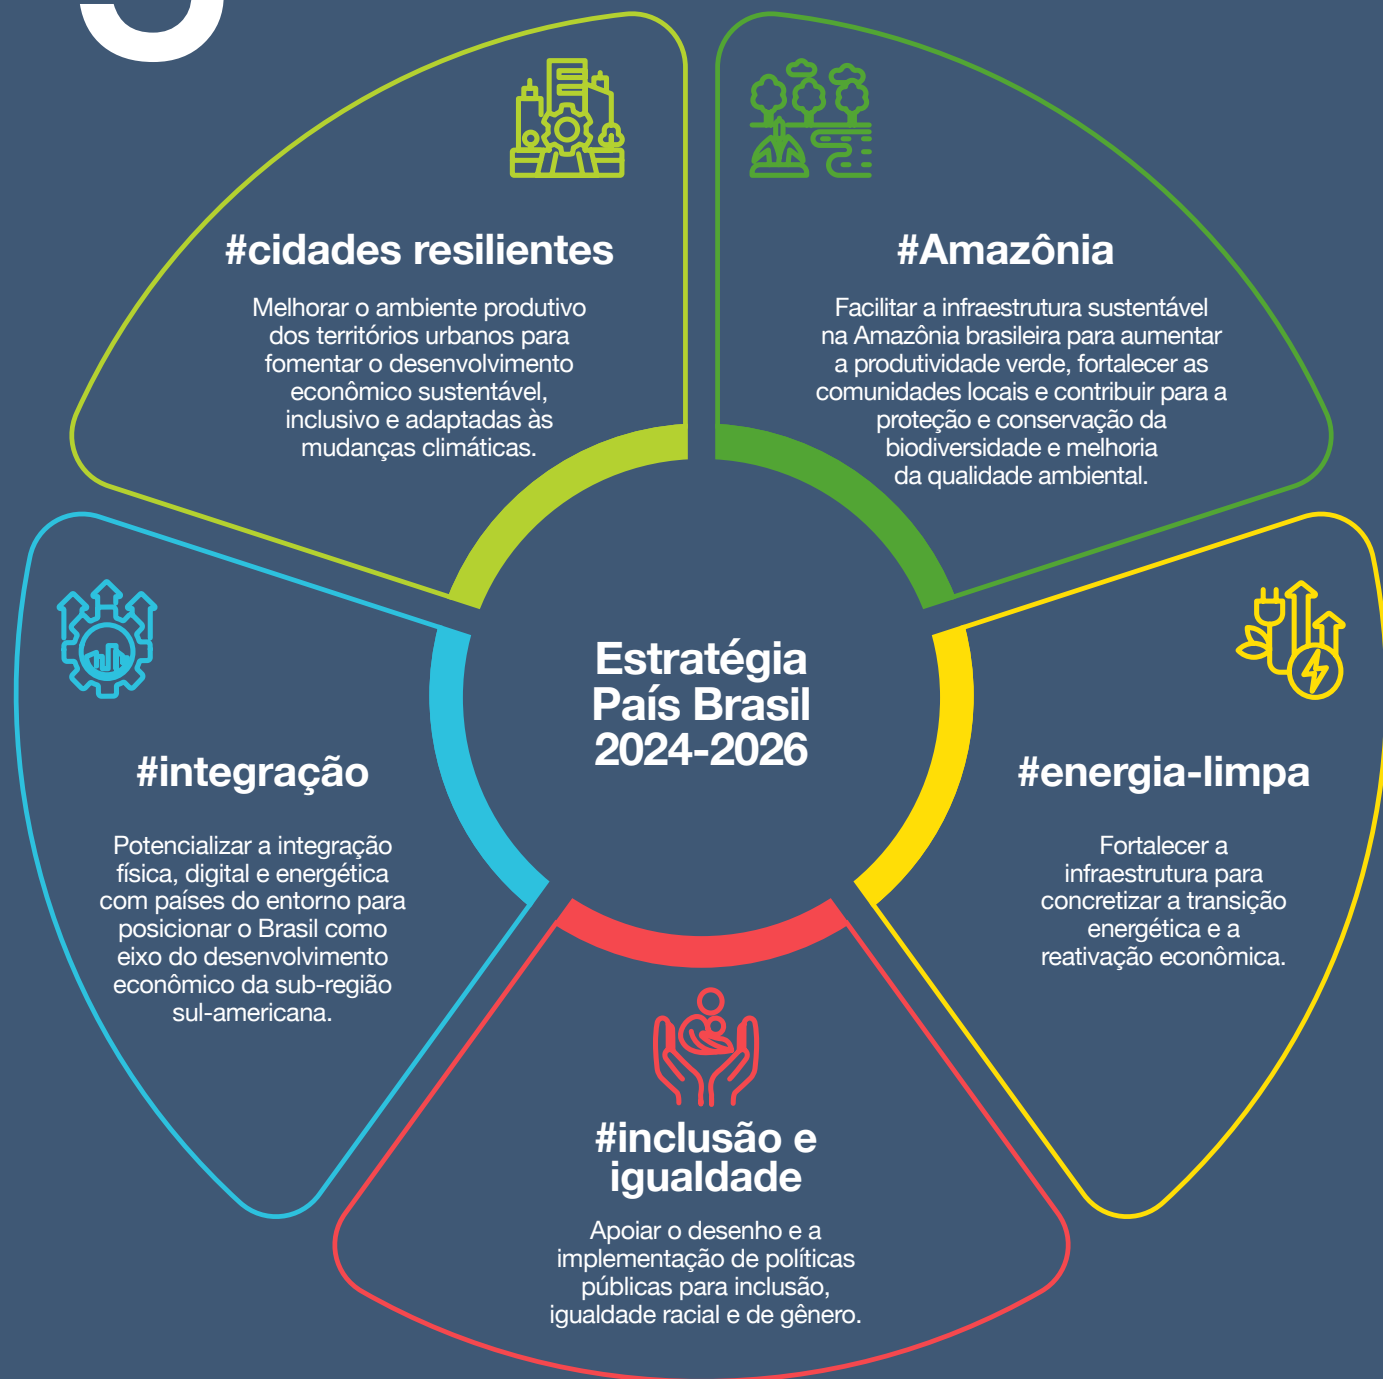 #cidades resilientes
Melhorar o ambiente produtivo
dos territórios urbanos para
fomentar o desenvolvimento
econômico sustentável,
inclusivo e adaptadas às
mudanças climáticas.
#Amazônia
Facilitar a infraestrutura sustentável
na Amazônia brasileira para aumentar
a produtividade verde, fortalecer as
comunidades locais e contribuir para a
proteção e conservação da
biodiversidade e melhoria
da qualidade ambiental.
Estratégia
País Brasil
2024-2026
#integração
Potencializar a integração
física, digital e energética
com países do entorno para
posicionar o Brasil como
eixo do desenvolvimento
econômico da sub-região
sul-americana.
#energia-limpa
Fortalecer a
infraestrutura para
concretizar a transição
energética e a
reativação econômica.
#inclusão e
igualdade
Apoiar o desenho e a
implementação de políticas
públicas para inclusão,
igualdade racial e de gênero.